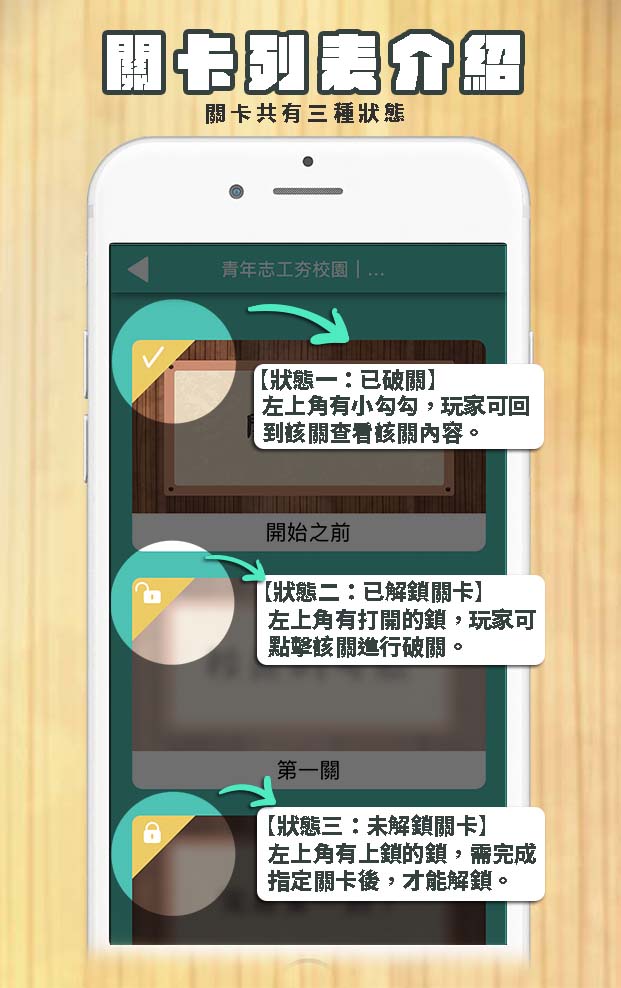 關卡列表介紹
關卡共有三種狀態
青年志工夯校園｜...
【狀態一：已破關】
左上角有小勾勾，玩家可回
到該關查看該關內容。
開始之前
【狀態二：已解鎖關卡】
左上角有打開的鎖，玩家可
點擊該關進行破關。
第一關
【狀態三：未解鎖關卡】
左上角有上鎖的鎖，需完成
指定關卡後，才能解鎖。